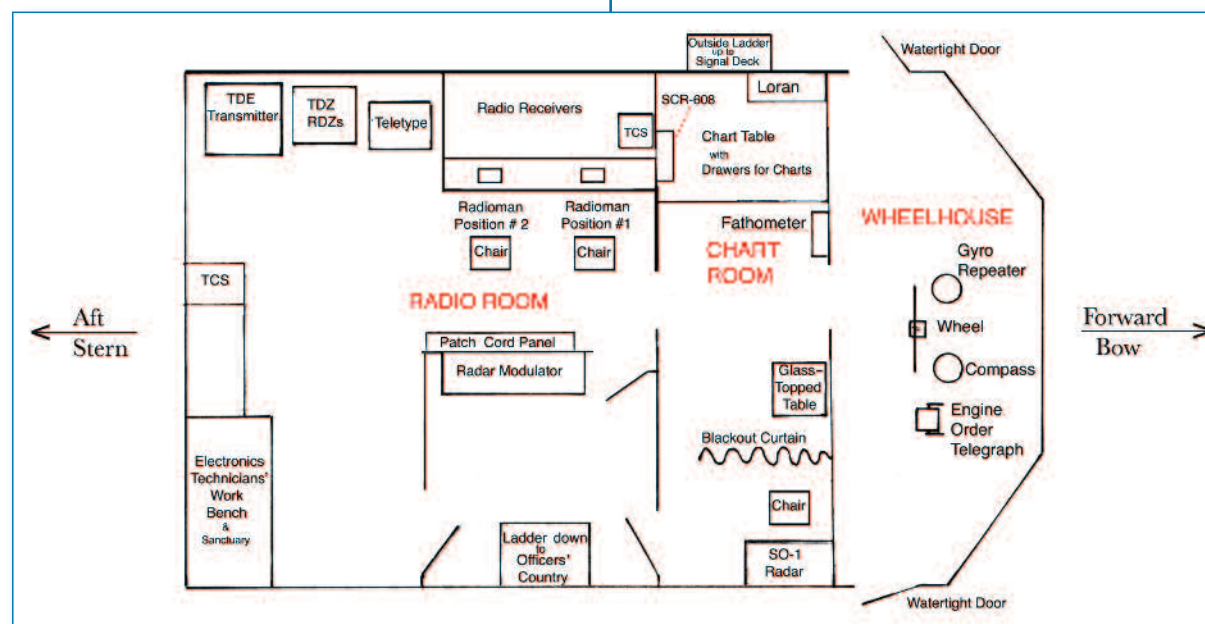 Outside Ladder
up to
Signal Deck
Watertight Door
TDE
Transmitter
TDZ
RDZs
Teletype
Radio Receivers
TCS
SCR-608
Loran
Chart Table
with
Drawers for Charts
Radioman
Position # 2
Radioman
Position #1
Chair
Chair
Fathometer
CHART
ROOM
WHEELHOUSE
Gyro
Repeater
TCS
RADIO ROOM
Aft
Stern
Wheel
Forward
Bow
Patch Cord Panel
Radar Modulator
Glass-
Topped
Table
Compass
Engine
Order
Telegraph
Blackout Curtain
Electronics
Technicians'
Work
Bench
&
Sanctuary
Chair
Ladder down
to
Officers'
Country
SO-1
Radar
Watertight Door